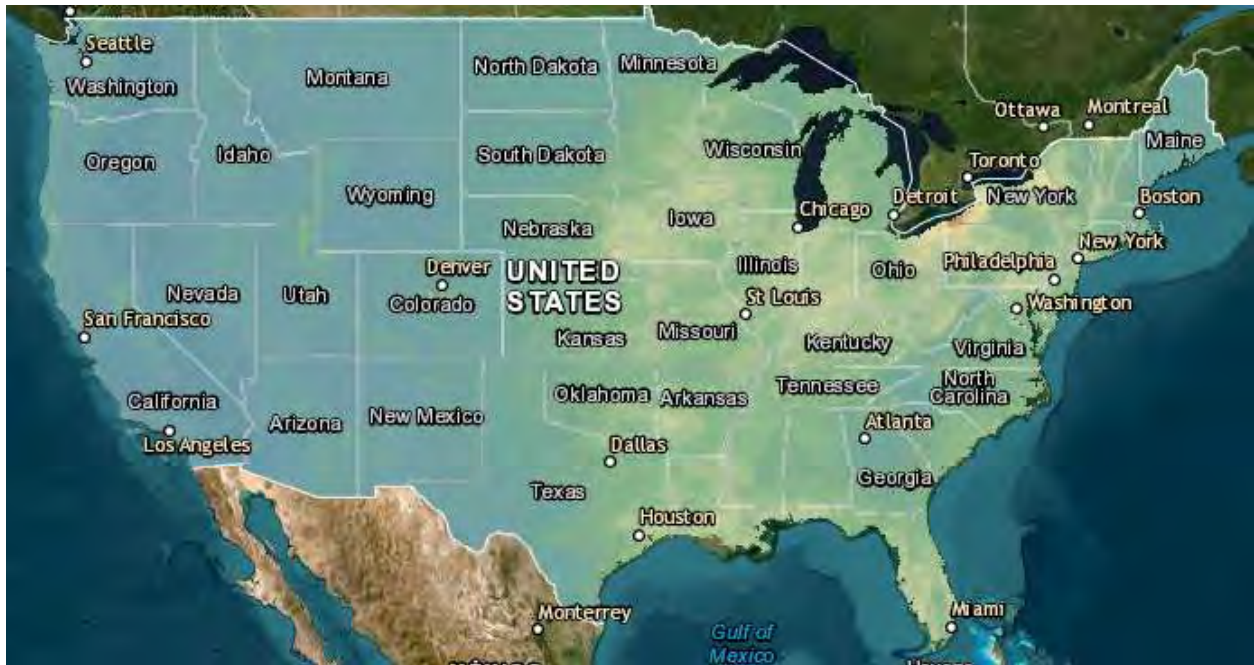 Seattle
Washington
Montana
North Dakota
Minnesota
Ottawa
Montreal
Maine
Oregon
Idaho
South Dakota
Wisconsin
Toronto
Wyoming
Iowa
Chicago
Detroit
New York
Boston
Nebraska
New York
Denver
UNITED
STATES
Illinois
Ohio
Philadelphia
Nevada
Utah
Colorado
St Louis
Washington
San Francisco
Kansas
Missouri
Kentucky
Virginia
California
Arizona
New Mexico
Oklahoma
Arkansas
Tennessee
North
Carolina
Los Angeles
Dallas
Atlanta
Texas
Georgia
Houston
Monterrey
Gulf of
Mexico
Miami